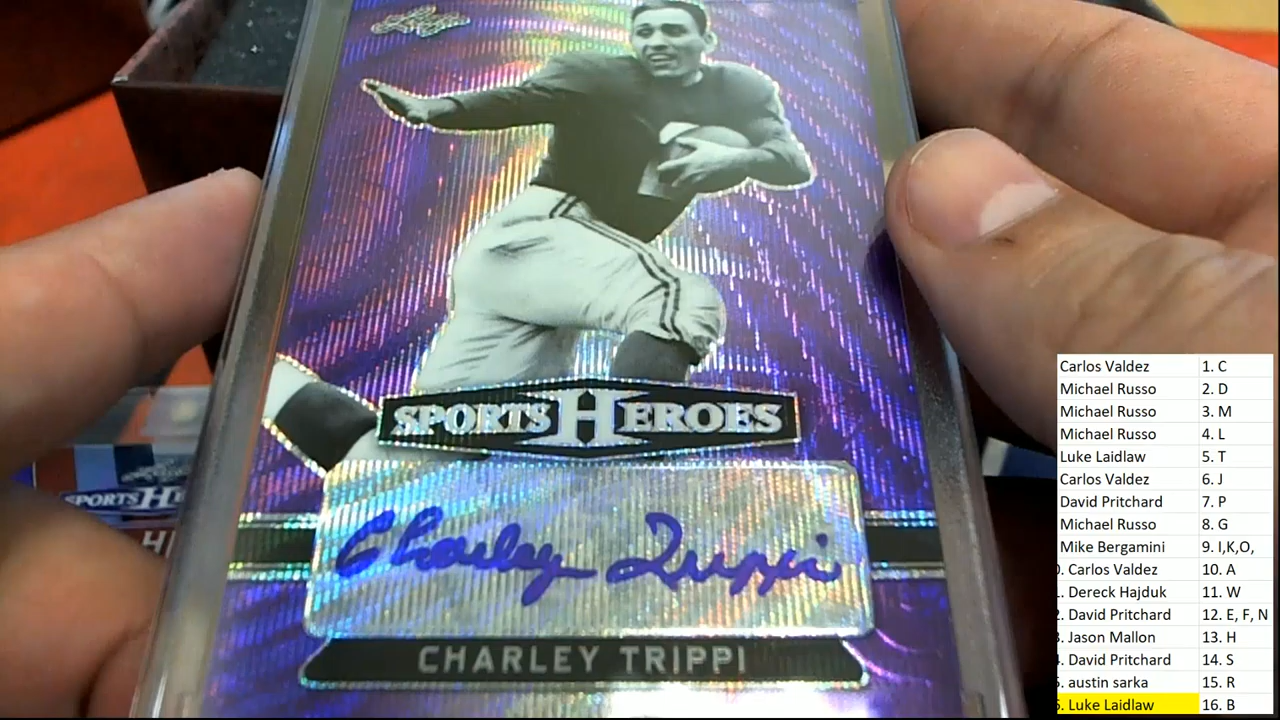 Leaf
SPORTS HEROES
Charley Trippi
CHARLEY TRIPPI
SPORTS H
H
Carlos Valdez 1. C
Michael Russo 2. D
Michael Russo 3. M
Michael Russo 4. L
Luke Laidlaw 5. T
Carlos Valdez 6. J
David Pritchard 7. P
Michael Russo 8. G
Mike Bergamini 9. I,K,O,
. Carlos Valdez 10. A
. Dereck Hajduk 11. W
. David Pritchard 12. E, F, N
. Jason Mallon 13. H
. David Pritchard 14. S
. austin sarka 15. R
. Luke Laidlaw 16. B